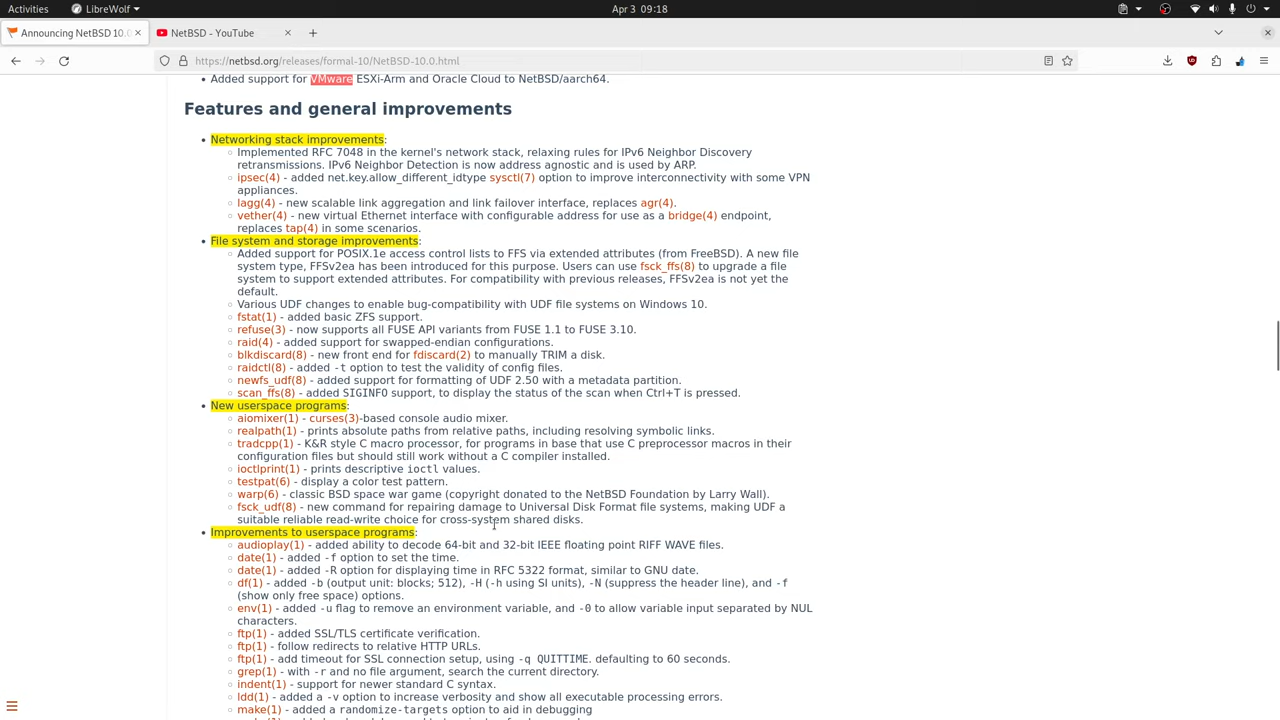 Activities
LibreWolf
Apr 3 09:18
Announcing NetBSD 10.0
NetBSD - YouTube
https://netbsd.org/releases/formal-10/NetBSD-10.0.html
• Added support for VMware ESXi-Arm and Oracle Cloud to NetBSD/aarch64.
Features and general improvements
• Networking stack improvements:
◦ Implemented RFC 7048 in the kernel's network stack, relaxing rules for IPv6 Neighbor Discovery
retransmissions. IPv6 Neighbor Detection is now address agnostic and is used by ARP.
◦ ipsec(4) - added net.key.allow_different_idtype sysctl(7) option to improve interconnectivity with some VPN
appliances.
◦ lagg(4) - new scalable link aggregation and link failover interface, replaces agr(4).
◦ vether(4) - new virtual Ethernet interface with configurable address for use as a bridge(4) endpoint,
replaces tap(4) in some scenarios.
• File system and storage improvements:
◦ Added support for POSIX.1e access control lists to FFS via extended attributes (from FreeBSD). A new file
system type, FFSv2ea has been introduced for this purpose. Users can use fsck_ffs(8) to upgrade a file
system to support extended attributes. For compatibility with previous releases, FFSv2ea is not yet the
default.
◦ Various UDF changes to enable bug-compatibility with UDF file systems on Windows 10.
◦ fstat(1) - added basic ZFS support.
◦ refuse(3) - now supports all FUSE API variants from FUSE 1.1 to FUSE 3.10.
◦ raid(4) - added support for swapped-endian configurations.
◦ blkdiscard(8) - new front end for fdiscard(2) to manually TRIM a disk.
◦ raidctl(8) - added -t option to test the validity of config files.
◦ newfs_udf(8) - added support for formatting of UDF 2.50 with a metadata partition.
◦ scan_ffs(8) - added SIGINFO support, to display the status of the scan when Ctrl+T is pressed.
• New userspace programs:
◦ aiomixer(1) - curses(3)-based console audio mixer.
◦ realpath(1) - prints absolute paths from relative paths, including resolving symbolic links.
◦ tradcpp(1) - K&R style C macro processor, for programs in base that use C preprocessor macros in their
configuration files but should still work without a C compiler installed.
◦ ioctlprint(1) - prints descriptive ioctl values.
◦ testpat(6) - display a color test pattern.
◦ warp(6) - classic BSD space war game (copyright donated to the NetBSD Foundation by Larry Wall).
◦ fsck_udf(8) - new command for repairing damage to Universal Disk Format file systems, making UDF a
suitable reliable read-write choice for cross-system shared disks.
• Improvements to userspace programs:
◦ audioplay(1) - added ability to decode 64-bit and 32-bit IEEE floating point RIFF WAVE files.
◦ date(1) - added -f option to set the time.
◦ date(1) - added -R option for displaying time in RFC 5322 format, similar to GNU date.
◦ df(1) - added -b (output unit: blocks; 512), -H (-h using SI units), -N (suppress the header line), and -f
(show only free space) options.
◦ env(1) - added -u flag to remove an environment variable, and -0 to allow variable input separated by NUL
characters.
◦ ftp(1) - added SSL/TLS certificate verification.
◦ ftp(1) - follow redirects to relative HTTP URLs.
◦ ftp(1) - add timeout for SSL connection setup, using -q QUITTIME. defaulting to 60 seconds.
◦ grep(1) - with -r and no file argument, search the current directory.
◦ indent(1) - support for newer standard C syntax.
◦ ldd(1) - added a -v option to increase verbosity and show all executable processing errors.
◦ make(1) - added a randomize-targets option to aid in debugging